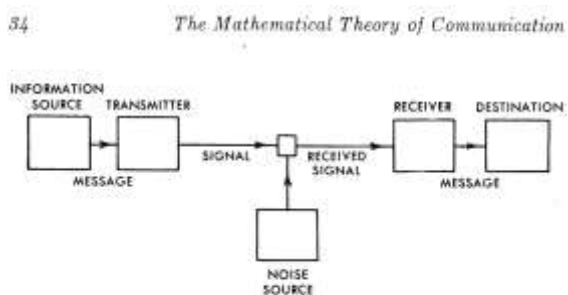 34
The Mathematical Theory of Communication
INFORMATION
SOURCE
TRANSMITTER
RECEIVER
DESTINATION
SIGNAL
RECEIVED
SIGNAL
MESSAGE
MESSAGE
NOISE
SOURCE